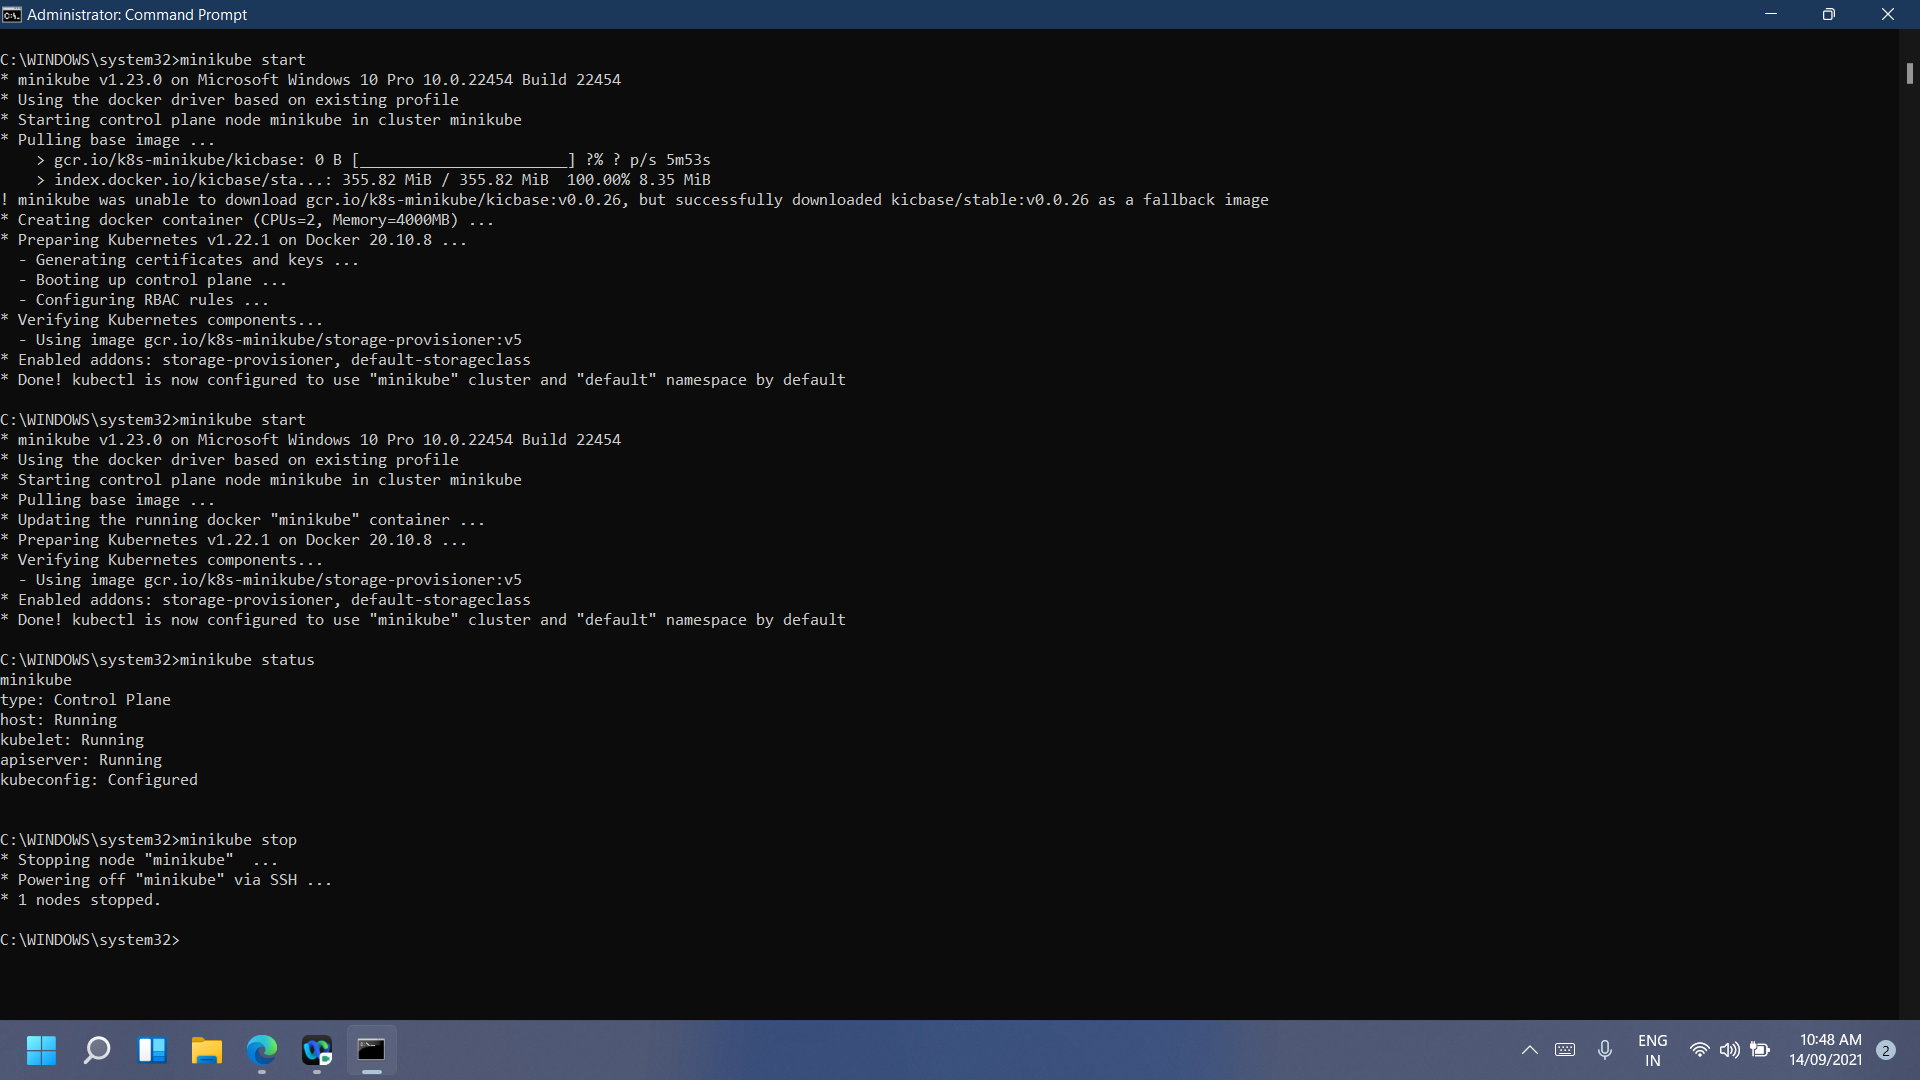 Administrator: Command Prompt
C:\WINDOWS\system32>minikube start
* minikube v1.23.0 on Microsoft Windows 10 Pro 10.0.22454 Build 22454
* Using the docker driver based on existing profile
* Starting control plane node minikube in cluster minikube
* Pulling base image ...
    > gcr.io/k8s-minikube/kicbase: 0 B [_______________________] ?% ? p/s 5m53s
    > index.docker.io/kicbase/sta...: 355.82 MiB / 355.82 MiB  100.00% 8.35 MiB
! minikube was unable to download gcr.io/k8s-minikube/kicbase:v0.0.26, but successfully downloaded kicbase/stable:v0.0.26 as a fallback image
* Creating docker container (CPUs=2, Memory=4000MB) ...
* Preparing Kubernetes v1.22.1 on Docker 20.10.8 ...
  - Generating certificates and keys ...
  - Booting up control plane ...
  - Configuring RBAC rules ...
* Verifying Kubernetes components...
  - Using image gcr.io/k8s-minikube/storage-provisioner:v5
* Enabled addons: storage-provisioner, default-storageclass
* Done! kubectl is now configured to use "minikube" cluster and "default" namespace by default
C:\WINDOWS\system32>minikube start
* minikube v1.23.0 on Microsoft Windows 10 Pro 10.0.22454 Build 22454
* Using the docker driver based on existing profile
* Starting control plane node minikube in cluster minikube
* Pulling base image ...
* Updating the running docker "minikube" container ...
* Preparing Kubernetes v1.22.1 on Docker 20.10.8 ...
* Verifying Kubernetes components...
  - Using image gcr.io/k8s-minikube/storage-provisioner:v5
* Enabled addons: storage-provisioner, default-storageclass
* Done! kubectl is now configured to use "minikube" cluster and "default" namespace by default
C:\WINDOWS\system32>minikube status
minikube
type: Control Plane
host: Running
kubelet: Running
apiserver: Running
kubeconfig: Configured
C:\WINDOWS\system32>minikube stop
* Stopping node "minikube"  ...
* Powering off "minikube" via SSH ...
* 1 nodes stopped.
C:\WINDOWS\system32>
ENG
IN
10:48 AM
14/09/2021
2